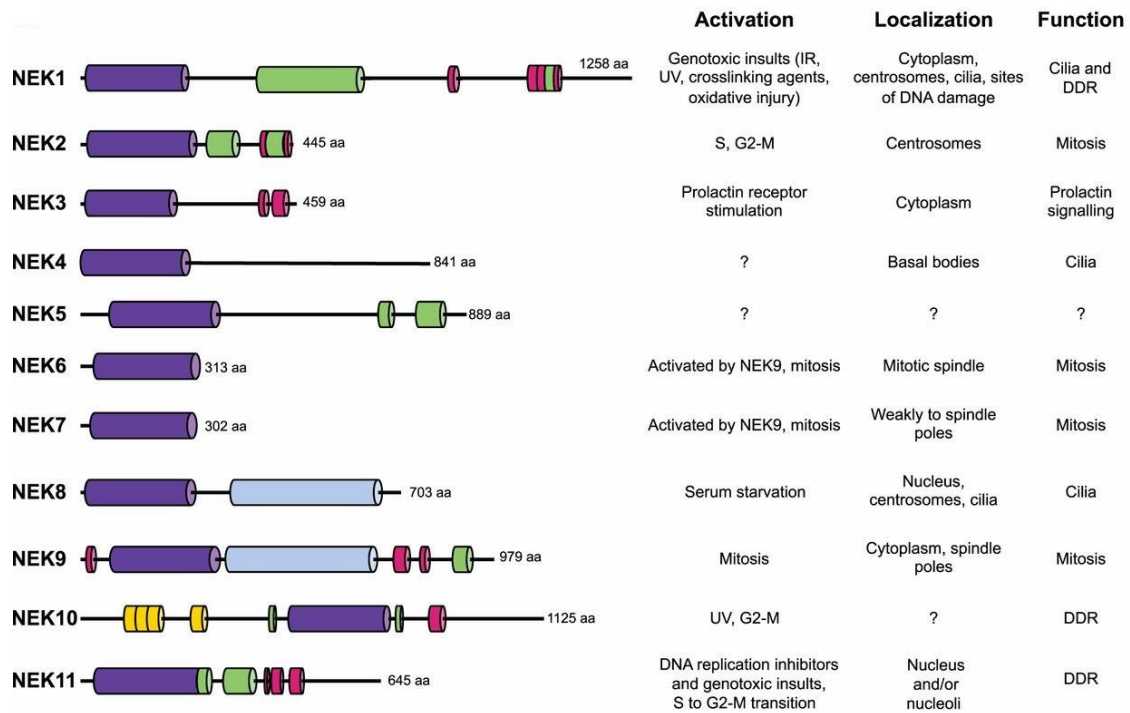 Activation Localization Function
NEK1 1258 aa
Genotoxic insults (IR,
UV, crosslinking agents,
oxidative injury)
Cytoplasm,
centrosomes, cilia, sites
of DNA damage
Cilia and
DDR
NEK2 445 aa S, G2-M Centrosomes Mitosis
NEK3 459 aa
Prolactin receptor
stimulation
Cytoplasm
Prolactin
signalling
NEK4 841 aa ? Basal bodies Cilia
NEK5 889 aa ? ? ?
NEK6 313 aa Activated by NEK9, mitosis Mitotic spindle Mitosis
NEK7 302 aa Activated by NEK9, mitosis
Weakly to spindle
poles
Mitosis
NEK8 703 aa Serum starvation
Nucleus,
centrosomes, cilia
Cilia
NEK9 979 aa Mitosis
Cytoplasm, spindle
poles
Mitosis
NEK10 1125 aa UV, G2-M ? DDR
NEK11 645 aa
DNA replication inhibitors
and genotoxic insults,
S to G2-M transition
Nucleus
and/or
nucleoli
DDR